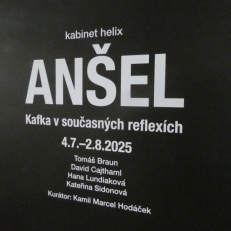 kabinet helix
ANŠEL
Kafka v současných reflexích
4.7.–2.8.2025
Tomáš Braun
David Cajthaml
Hana Lundiaková
Kateřina Sidonová
Kurátor: Kamil Marcel Hodáček